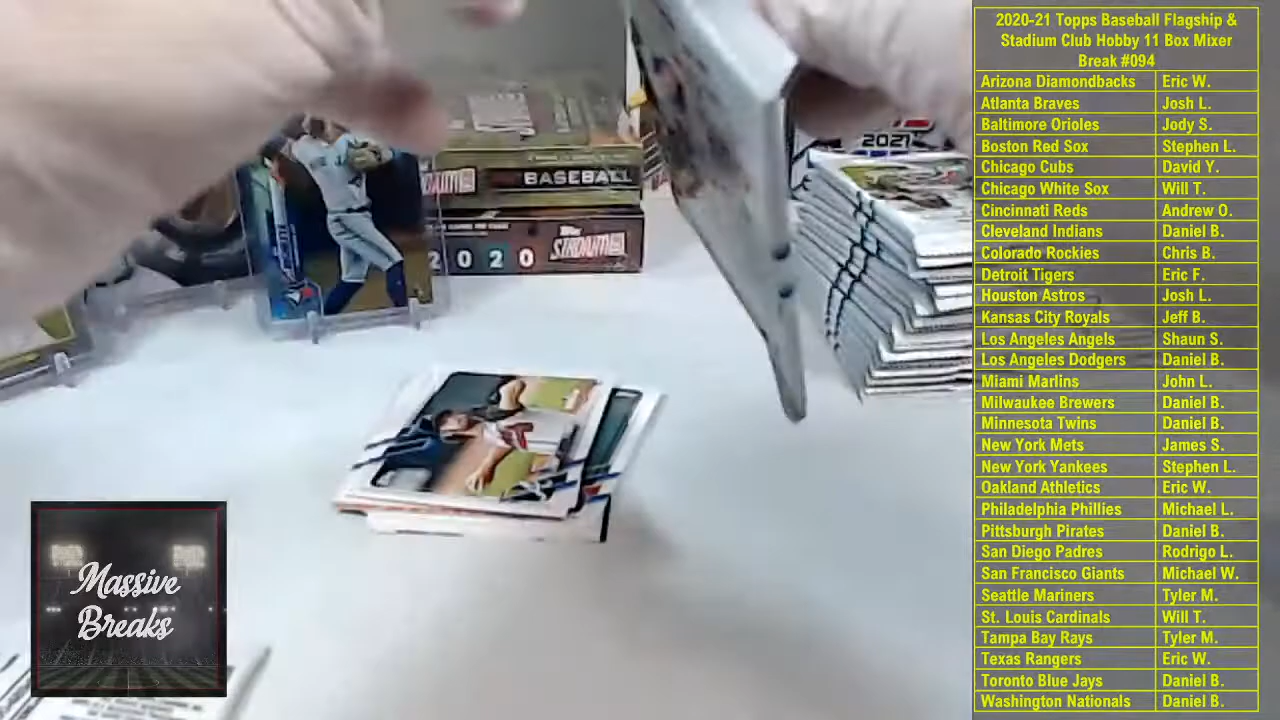 2020-21 Topps Baseball Flagship &
Stadium Club Hobby 11 Box Mixer
Break #094
Arizona Diamondbacks Eric W.
Atlanta Braves Josh L.
Baltimore Orioles Jody S.
Boston Red Sox Stephen L.
Chicago Cubs David Y.
Chicago White Sox Will T.
Cincinnati Reds Andrew O.
Cleveland Indians Daniel B.
Colorado Rockies Chris B.
Detroit Tigers Eric F.
Houston Astros Josh L.
Kansas City Royals Jeff B.
Los Angeles Angels Shaun S.
Los Angeles Dodgers Daniel B.
Miami Marlins John L.
Milwaukee Brewers Daniel B.
Minnesota Twins Daniel B.
New York Mets James S.
New York Yankees Stephen L.
Oakland Athletics Eric W.
Philadelphia Phillies Michael L.
Pittsburgh Pirates Daniel B.
San Diego Padres Rodrigo L.
San Francisco Giants Michael W.
Seattle Mariners Tyler M.
St. Louis Cardinals Will T.
Tampa Bay Rays Tyler M.
Texas Rangers Eric W.
Toronto Blue Jays Daniel B.
Washington Nationals Daniel B.
BASEBALL
2020 STADIUM
2021
Massive
Breaks